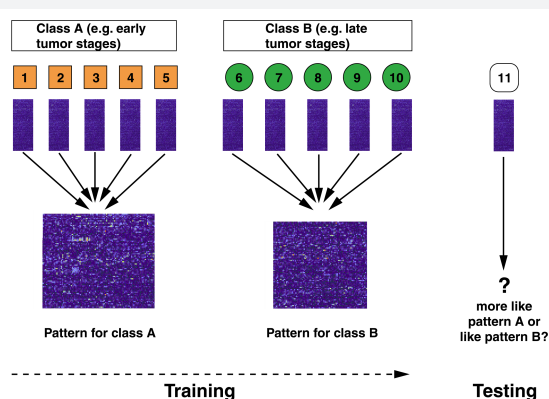 Class A (e.g. early
tumor stages)
Class B (e.g. late
tumor stages)
1 2 3 4 5
6 7 8 9 10
11
?
more like
pattern A or
like pattern B?
Pattern for class A
Pattern for class B
Training
Testing